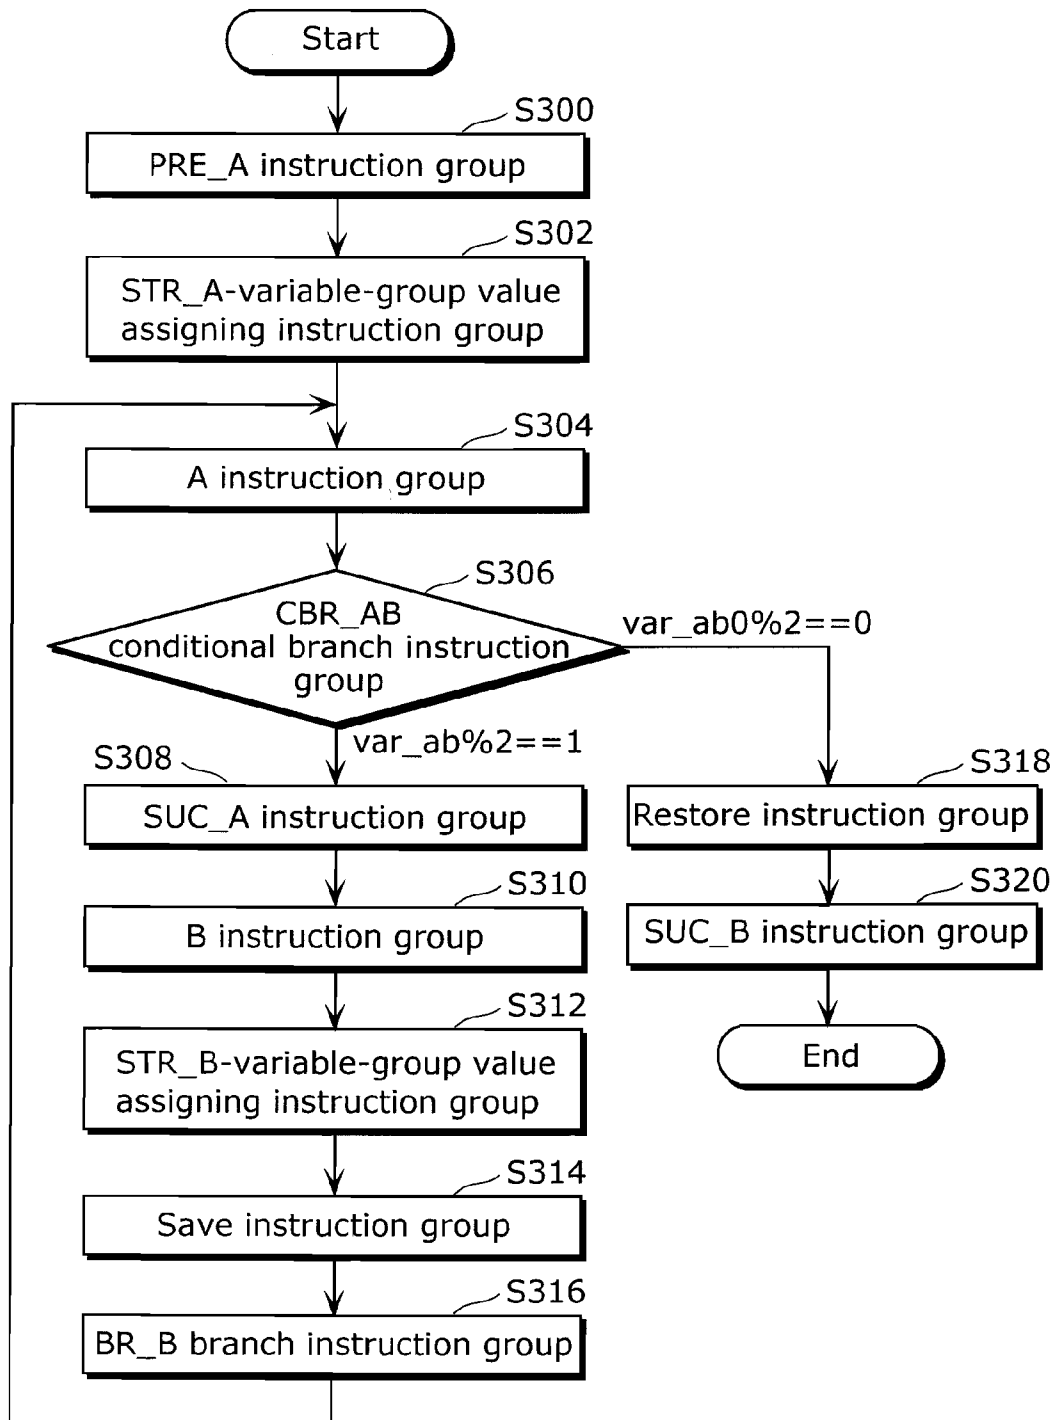 Start
S300
PRE_A instruction group
S302
STR_A-variable-group value
assigning instruction group
S304
A instruction group
S306
CBR_AB
conditional branch instruction
group
var_ab0%2==0
var_ab%2==1
S308
SUC_A instruction group
S310
B instruction group
S312
STR_B-variable-group value
assigning instruction group
S314
Save instruction group
S316
BR_B branch instruction group
S318
Restore instruction group
S320
SUC_B instruction group
End